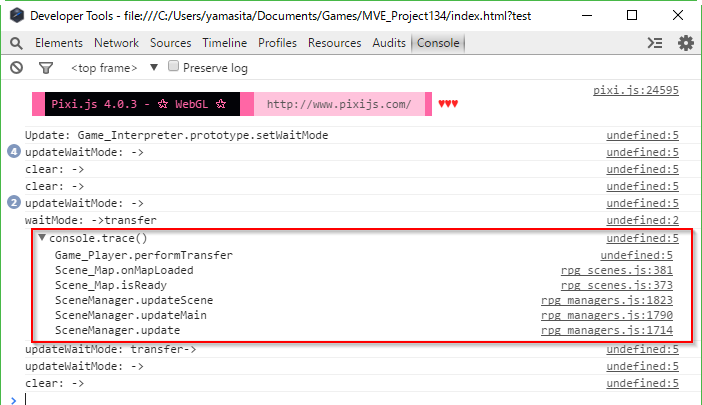 Developer Tools - file:///C:/Users/yamasita/Documents/Games/MVE_Project134/index.html?test
Elements Network Sources Timeline Profiles Resources Audits Console
<top frame> ▼ Preserve log
pixi.js:24595
Pixi.js 4.0.3 - ☆ WebGL ☆ http://www.pixijs.com/ ♥♥♥
Update: Game_Interpreter.prototype.setWaitMode undefined:5
4 updateWaitMode: -> undefined:5
clear: -> undefined:5
clear: -> undefined:5
2 updateWaitMode: -> undefined:5
waitMode: ->transfer undefined:2
▼console.trace() undefined:5
Game_Player.performTransfer undefined:5
Scene_Map.onMapLoaded rpg_scenes.js:381
Scene_Map.isReady rpg_scenes.js:373
SceneManager.updateScene rpg_managers.js:1823
SceneManager.updateMain rpg_managers.js:1790
SceneManager.update rpg_managers.js:1714
updateWaitMode: transfer-> undefined:5
updateWaitMode: -> undefined:5
clear: -> undefined:5
>